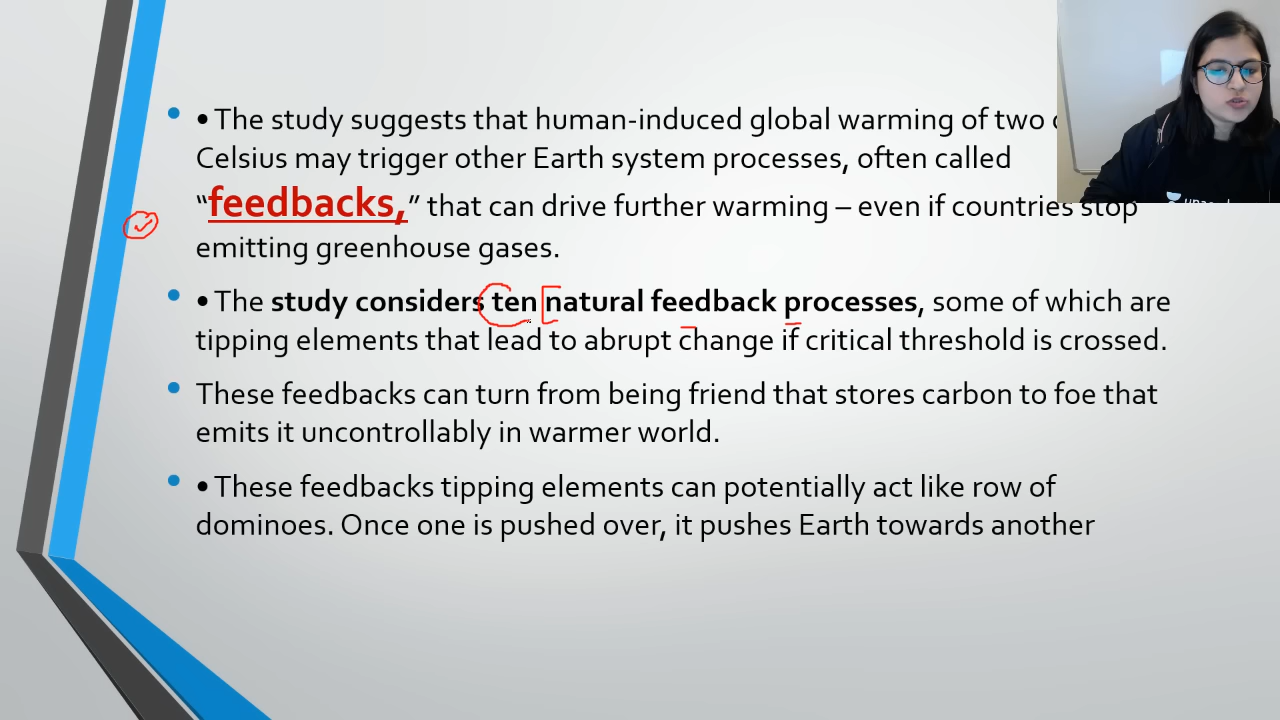 • The study suggests that human-induced global warming of two
Celsius may trigger other Earth system processes, often called
“feedbacks,” that can drive further warming – even if countries stop
emitting greenhouse gases.
• The study considers ten natural feedback processes, some of which are
tipping elements that lead to abrupt change if critical threshold is crossed.
These feedbacks can turn from being friend that stores carbon to foe that
emits it uncontrollably in warmer world.
• These feedbacks tipping elements can potentially act like row of
dominoes. Once one is pushed over, it pushes Earth towards another